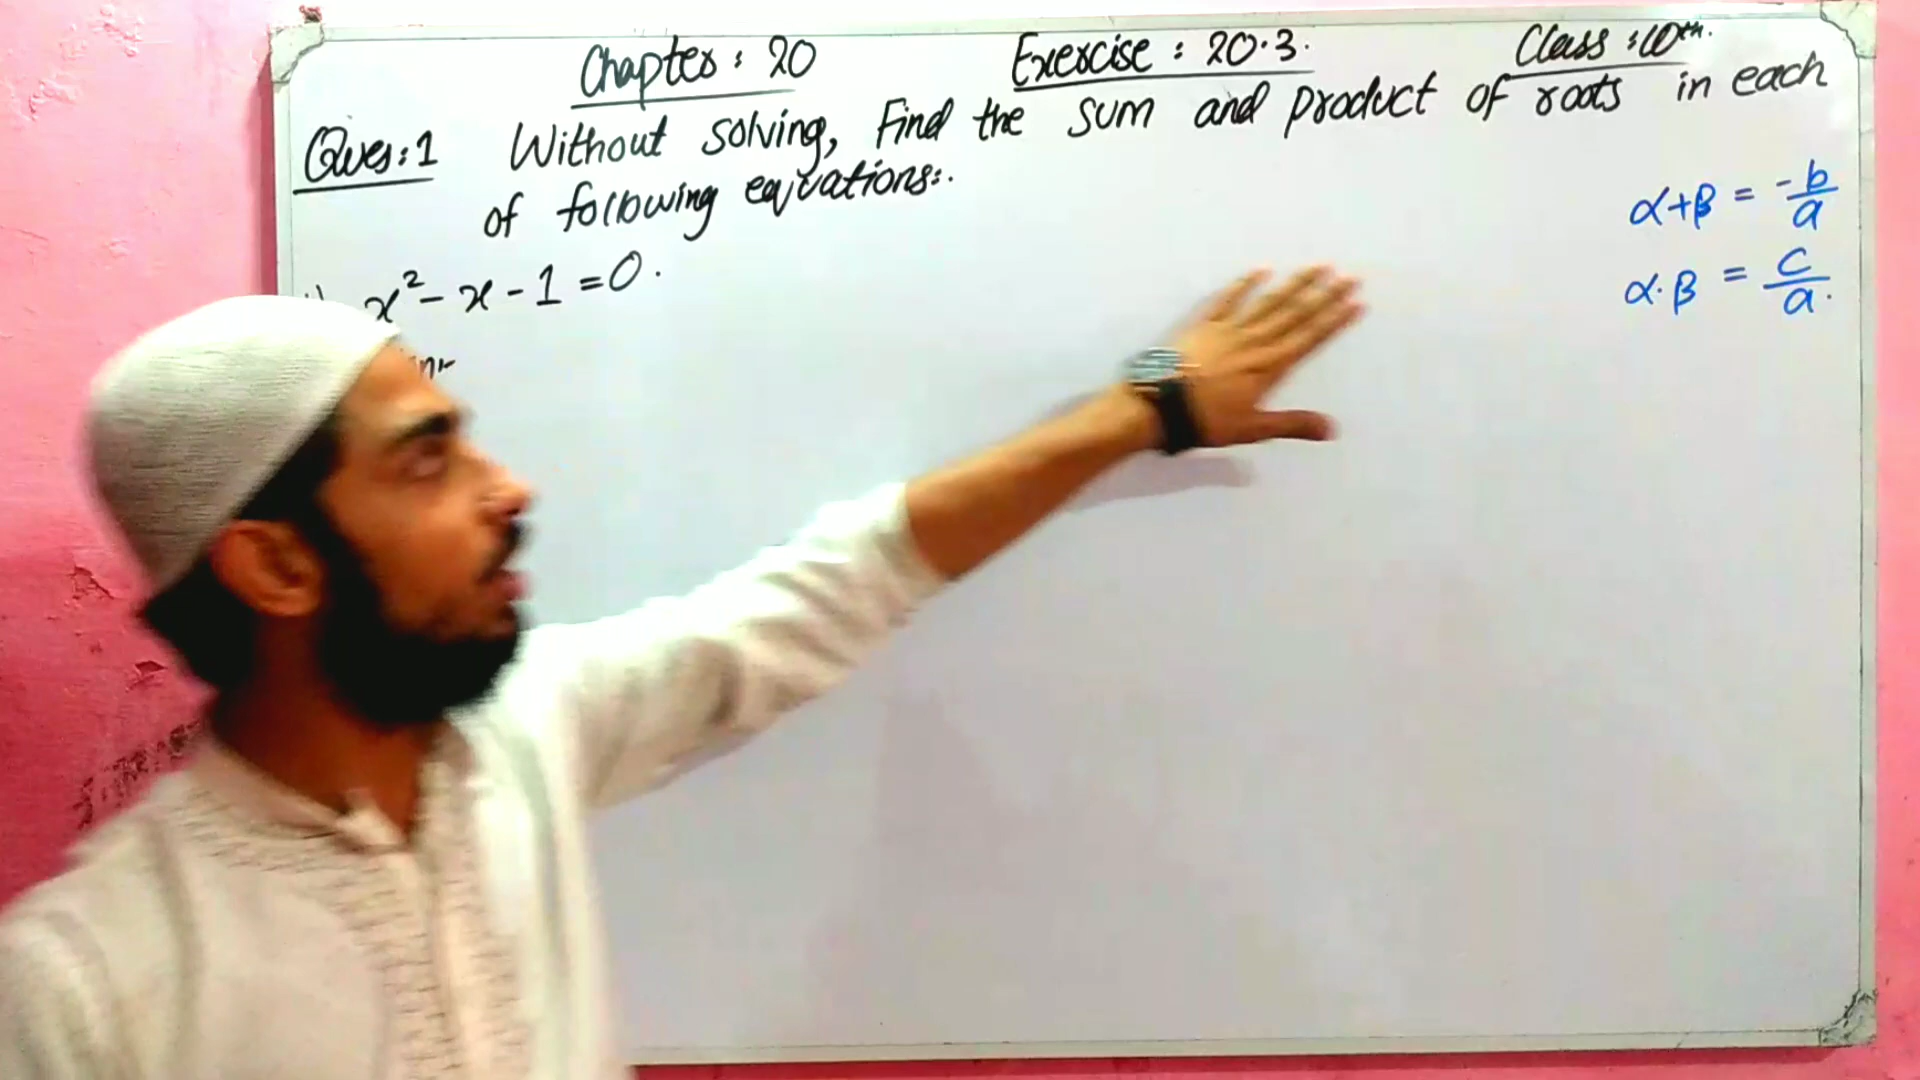 Chapter : 20 Exercise : 20.3. Class : 10th.
Ques:1 Without solving, Find the sum and product of roots in each
of following equations:.
x² - x - 1 = 0.
α+β = -b/a
α.β = c/a.